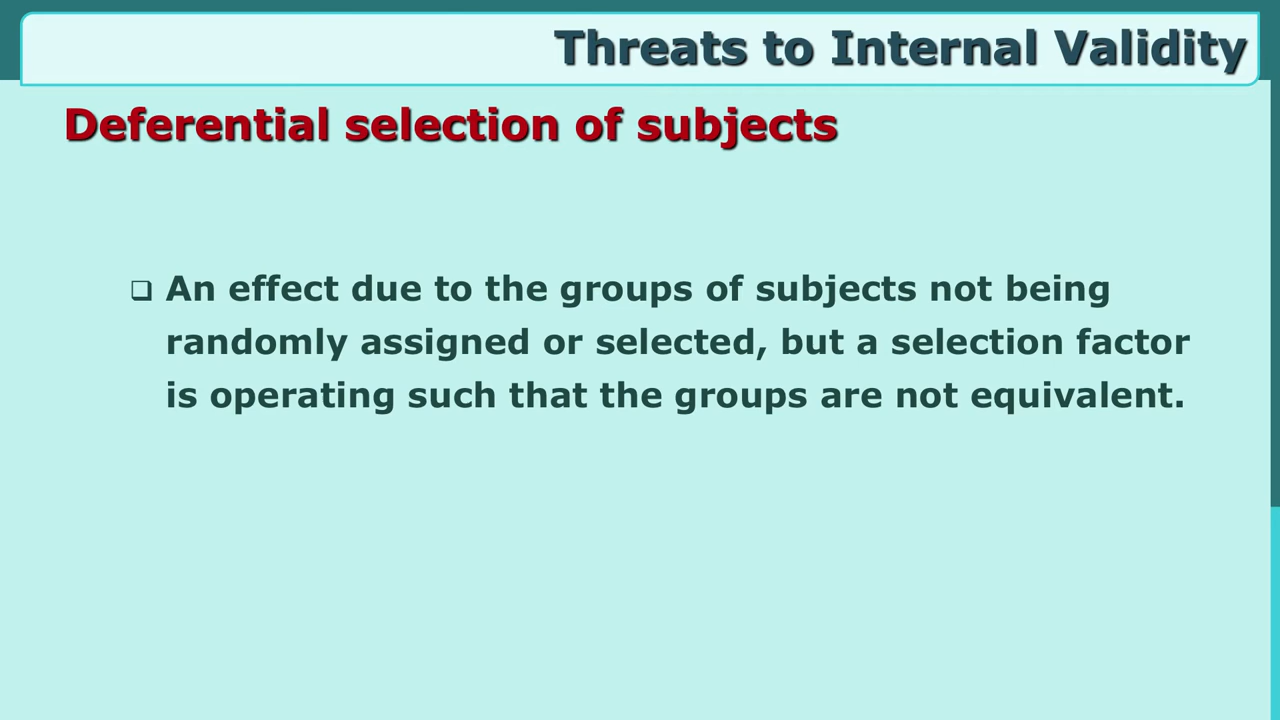 Threats to Internal Validity
Deferential selection of subjects
An effect due to the groups of subjects not being
randomly assigned or selected, but a selection factor
is operating such that the groups are not equivalent.